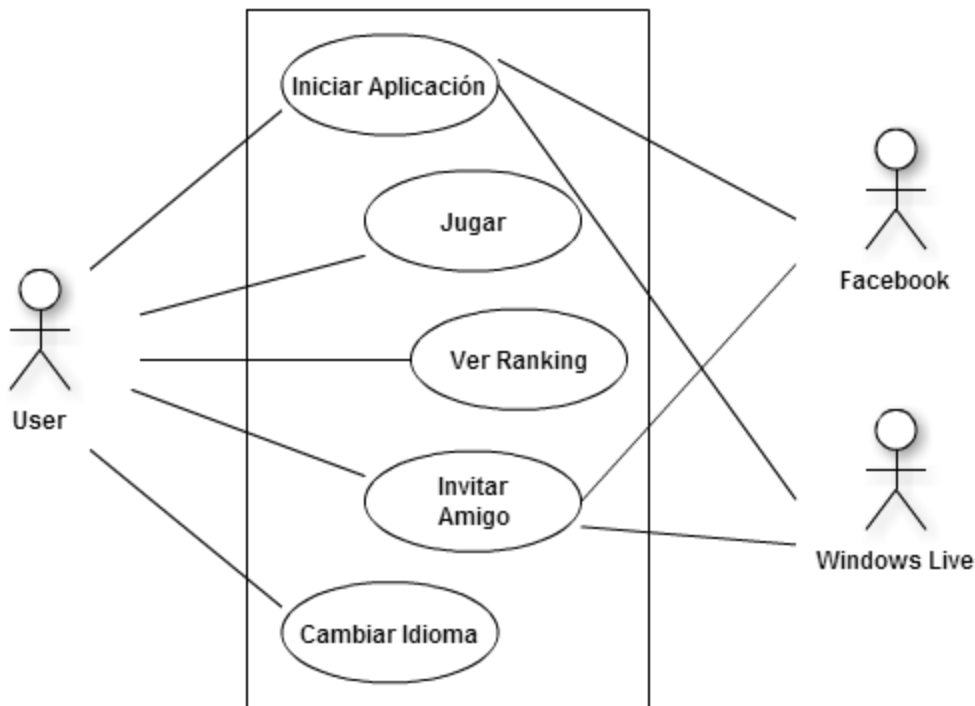 Iniciar Aplicación
Jugar
Facebook
Ver Ranking
User
Invitar
Amigo
Windows Live
Cambiar Idioma